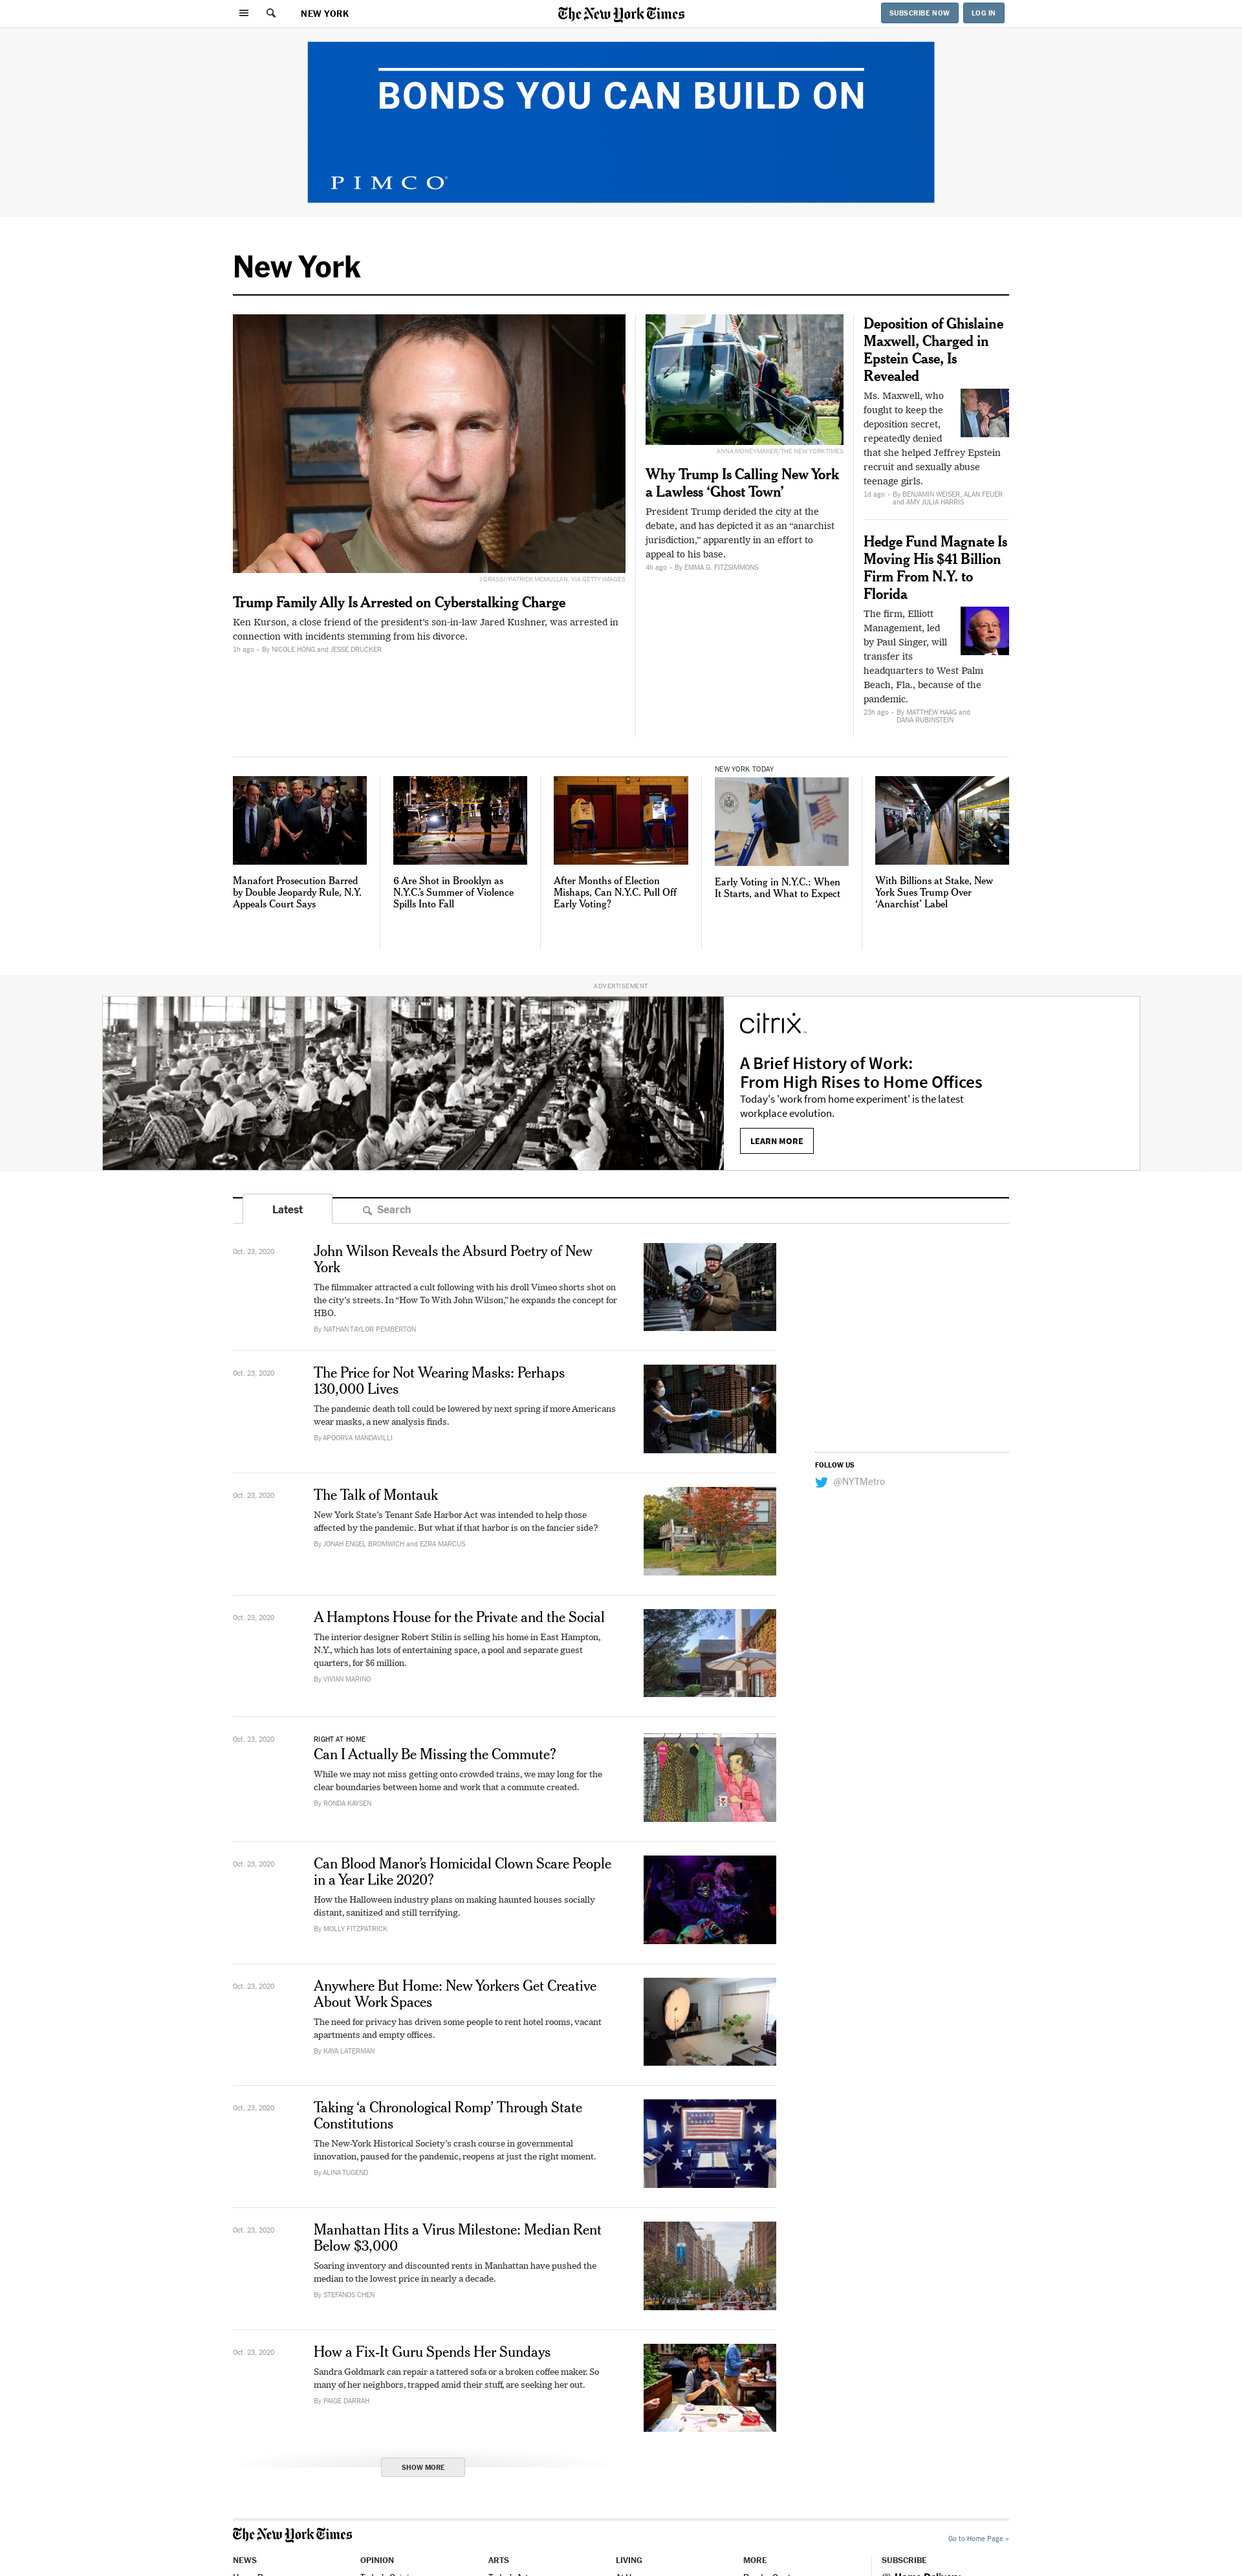 NEW YORK
The New York Times
SUBSCRIBE NOW
LOG IN
BONDS YOU CAN BUILD ON
PIMCO
New York
J GRASSI/PATRICK MCMULLAN, VIA GETTY IMAGES
Trump Family Ally Is Arrested on Cyberstalking Charge
Ken Kurson, a close friend of the president's son-in-law Jared Kushner, was arrested in
connection with incidents stemming from his divorce.
1h ago • By NICOLE HONG and JESSE DRUCKER
ANNA MONEYMAKER/THE NEW YORK TIMES
Why Trump Is Calling New York
a Lawless ‘Ghost Town’
President Trump derided the city at the
debate, and has depicted it as an “anarchist
jurisdiction,” apparently in an effort to
appeal to his base.
4h ago • By EMMA G. FITZSIMMONS
Deposition of Ghislaine
Maxwell, Charged in
Epstein Case, Is
Revealed
Ms. Maxwell, who
fought to keep the
deposition secret,
repeatedly denied
that she helped Jeffrey Epstein
recruit and sexually abuse
teenage girls.
1d ago • By BENJAMIN WEISER, ALAN FEUER
and AMY JULIA HARRIS
Hedge Fund Magnate Is
Moving His $41 Billion
Firm From N.Y. to
Florida
The firm, Elliott
Management, led
by Paul Singer, will
transfer its
headquarters to West Palm
Beach, Fla., because of the
pandemic.
23h ago • By MATTHEW HAAG and
DANA RUBINSTEIN
Manafort Prosecution Barred
by Double Jeopardy Rule, N.Y.
Appeals Court Says
6 Are Shot in Brooklyn as
N.Y.C.’s Summer of Violence
Spills Into Fall
After Months of Election
Mishaps, Can N.Y.C. Pull Off
Early Voting?
NEW YORK TODAY
Early Voting in N.Y.C.: When
It Starts, and What to Expect
With Billions at Stake, New
York Sues Trump Over
‘Anarchist’ Label
ADVERTISEMENT
citrix
A Brief History of Work:
From High Rises to Home Offices
Today's 'work from home experiment' is the latest
workplace evolution.
LEARN MORE
Latest
Search
Oct. 23, 2020
John Wilson Reveals the Absurd Poetry of New
York
The filmmaker attracted a cult following with his droll Vimeo shorts shot on
the city’s streets. In “How To With John Wilson,” he expands the concept for
HBO.
By NATHAN TAYLOR PEMBERTON
Oct. 23, 2020
The Price for Not Wearing Masks: Perhaps
130,000 Lives
The pandemic death toll could be lowered by next spring if more Americans
wear masks, a new analysis finds.
By APOORVA MANDAVILLI
FOLLOW US
@NYTMetro
Oct. 23, 2020
The Talk of Montauk
New York State’s Tenant Safe Harbor Act was intended to help those
affected by the pandemic. But what if that harbor is on the fancier side?
By JONAH ENGEL BROMWICH and EZRA MARCUS
Oct. 23, 2020
A Hamptons House for the Private and the Social
The interior designer Robert Stilin is selling his home in East Hampton,
N.Y., which has lots of entertaining space, a pool and separate guest
quarters, for $6 million.
By VIVIAN MARINO
Oct. 23, 2020
RIGHT AT HOME
Can I Actually Be Missing the Commute?
While we may not miss getting onto crowded trains, we may long for the
clear boundaries between home and work that a commute created.
By RONDA KAYSEN
Oct. 23, 2020
Can Blood Manor’s Homicidal Clown Scare People
in a Year Like 2020?
How the Halloween industry plans on making haunted houses socially
distant, sanitized and still terrifying.
By MOLLY FITZPATRICK
Oct. 23, 2020
Anywhere But Home: New Yorkers Get Creative
About Work Spaces
The need for privacy has driven some people to rent hotel rooms, vacant
apartments and empty offices.
By KAYA LATERMAN
Oct. 23, 2020
Taking ‘a Chronological Romp’ Through State
Constitutions
The New-York Historical Society’s crash course in governmental
innovation, paused for the pandemic, reopens at just the right moment.
By ALINA TUGEND
Oct. 23, 2020
Manhattan Hits a Virus Milestone: Median Rent
Below $3,000
Soaring inventory and discounted rents in Manhattan have pushed the
median to the lowest price in nearly a decade.
By STEFANOS CHEN
Oct. 23, 2020
How a Fix-It Guru Spends Her Sundays
Sandra Goldmark can repair a tattered sofa or a broken coffee maker. So
many of her neighbors, trapped amid their stuff, are seeking her out.
By PAIGE DARRAH
SHOW MORE
The New York Times
Go to Home Page »
NEWS
OPINION
ARTS
LIVING
MORE
SUBSCRIBE